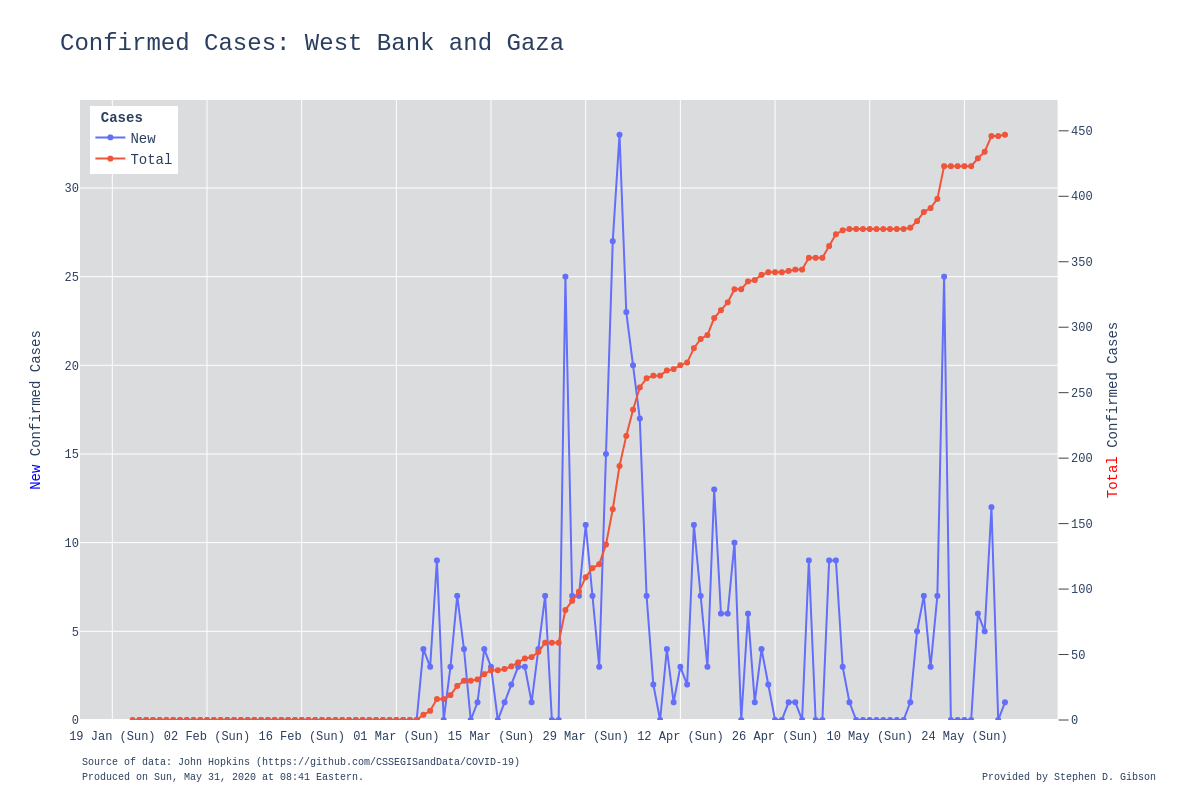 Confirmed Cases: West Bank and Gaza
Cases
New
Total
30
25
20
15
10
5
0
New Confirmed Cases
450
400
350
300
250
200
150
100
50
0
Total Confirmed Cases
19 Jan (Sun) 02 Feb (Sun) 16 Feb (Sun) 01 Mar (Sun) 15 Mar (Sun) 29 Mar (Sun) 12 Apr (Sun) 26 Apr (Sun) 10 May (Sun) 24 May (Sun)
Source of data: John Hopkins (https://github.com/CSSEGISandData/COVID-19)
Produced on Sun, May 31, 2020 at 08:41 Eastern.
Provided by Stephen D. Gibson